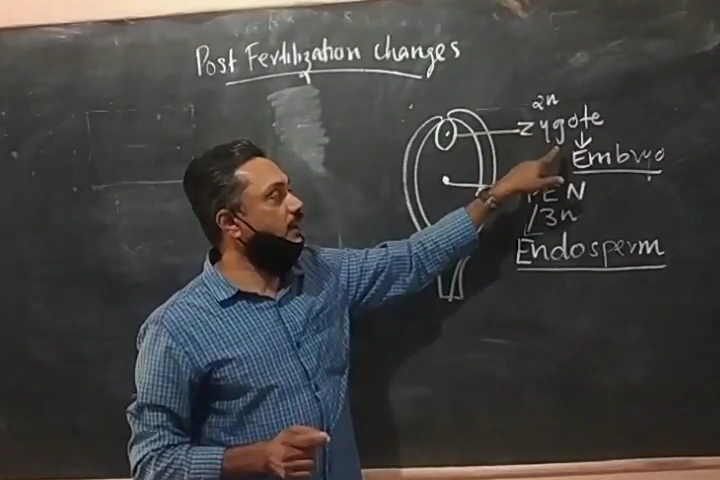 Post Fertilization changes
2n
Zygote
Embryo
PEN
3n
Endosperm